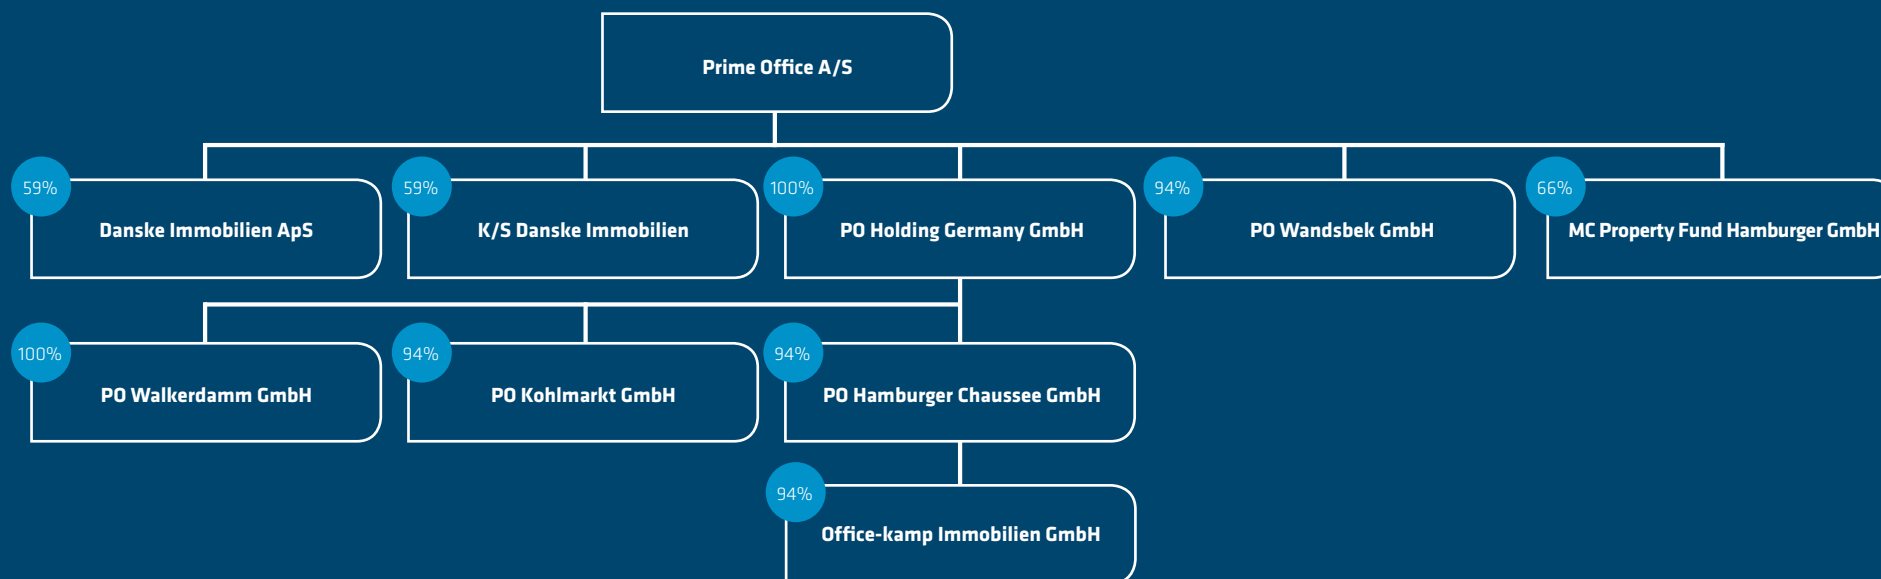 Prime Office A/S
59%
Danske Immobilien ApS
59%
K/S Danske Immobilien
100%
PO Holding Germany GmbH
94%
PO Wandsbek GmbH
66%
MC Property Fund Hamburger GmbH
100%
PO Walkerdamm GmbH
94%
PO Kohlmarkt GmbH
94%
PO Hamburger Chaussee GmbH
94%
Office-kamp Immobilien GmbH